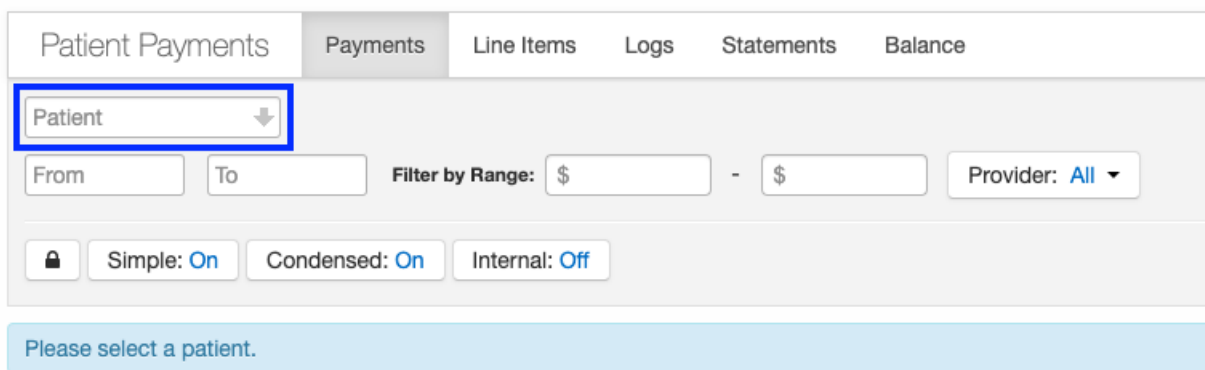 Patient Payments Payments Line Items Logs Statements Balance
Patient
From To Filter by Range: $ - $ Provider: All
Simple: On Condensed: On Internal: Off
Please select a patient.